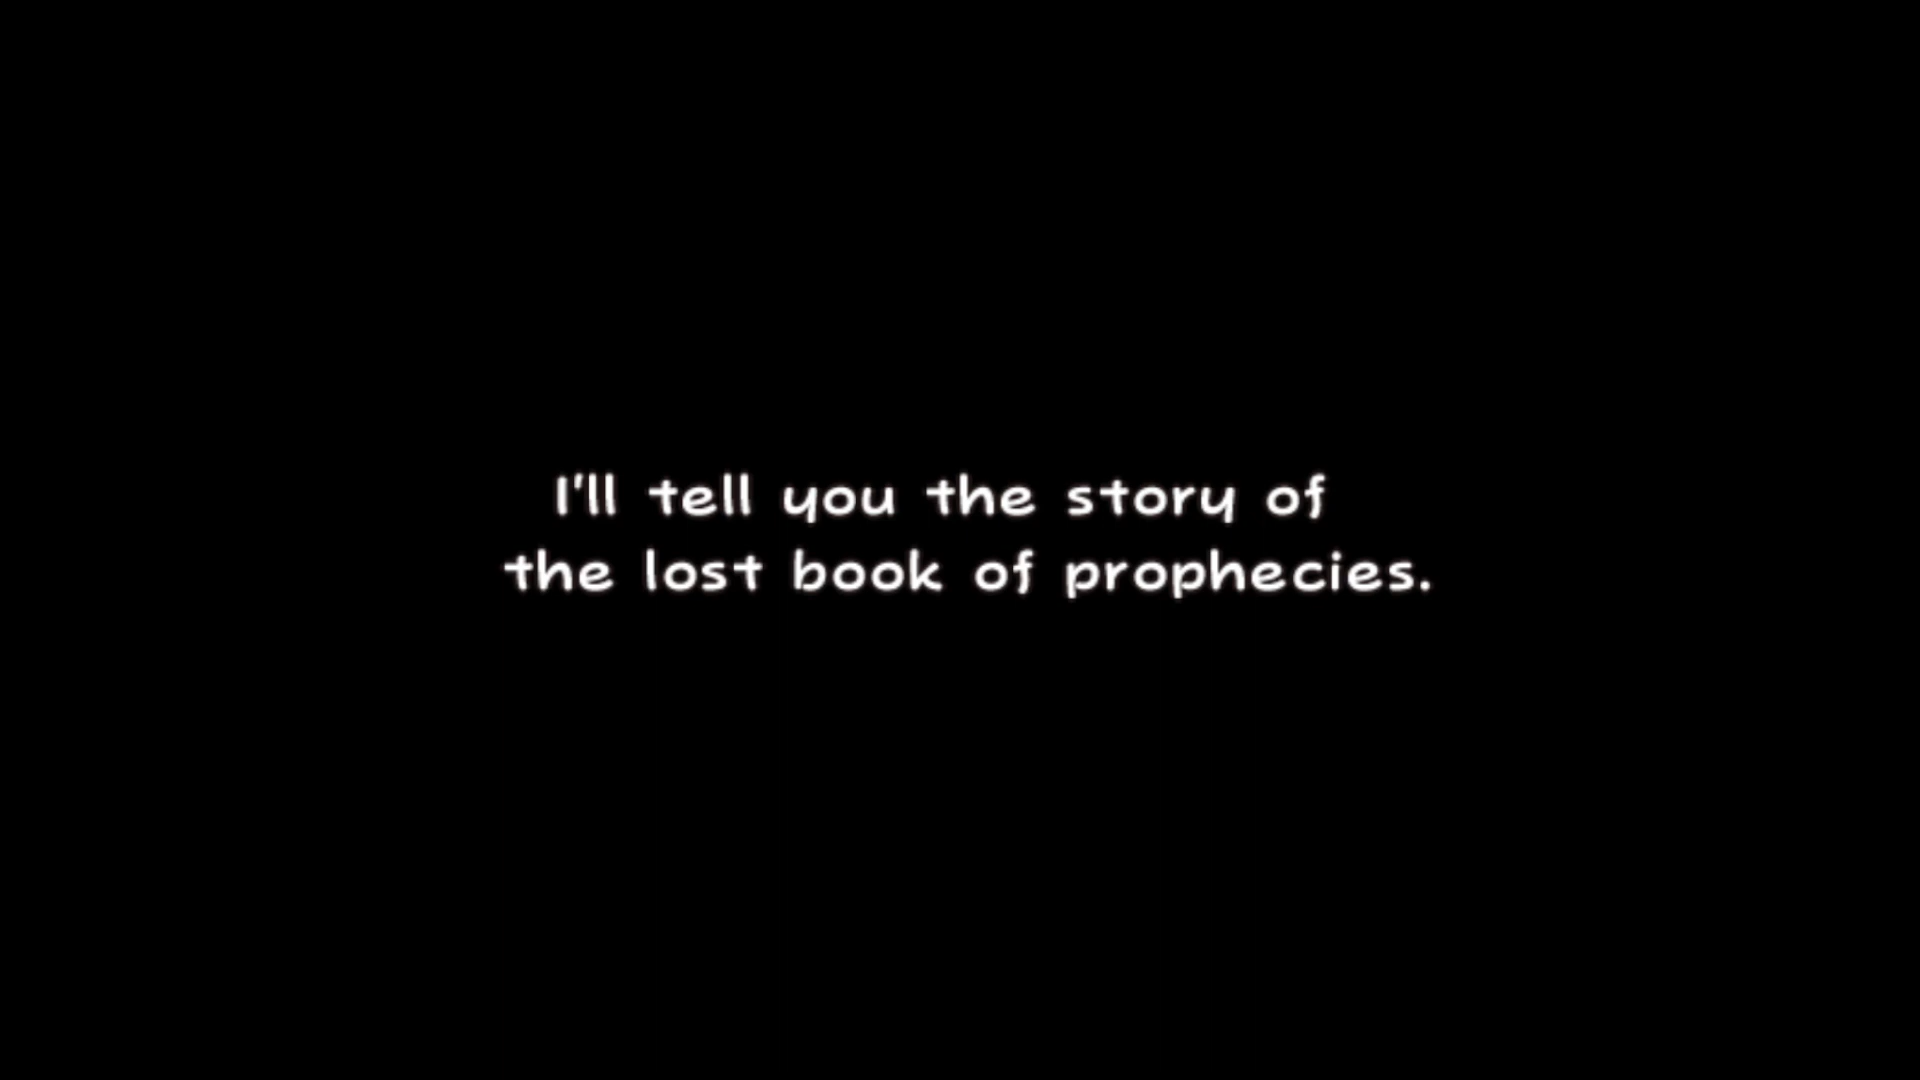 I'll tell you the story of
the lost book of prophecies.